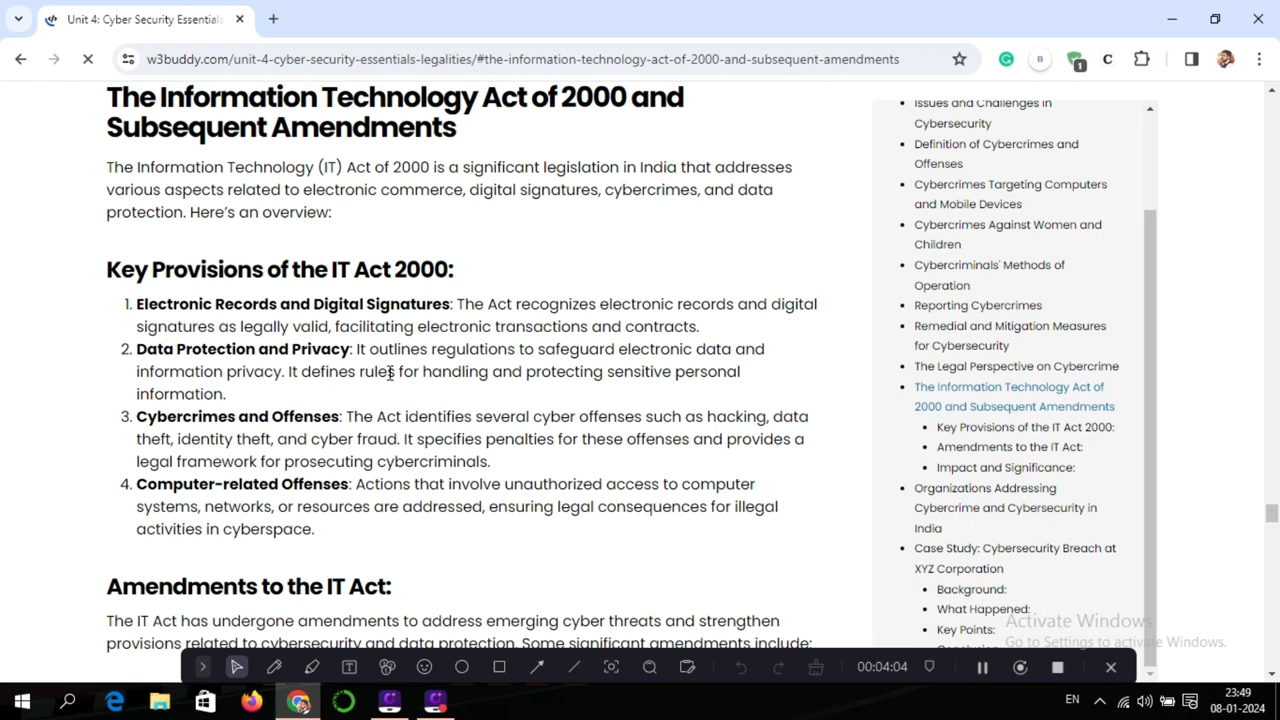 Unit 4: Cyber Security Essentials
w3buddy.com/unit-4-cyber-security-essentials-legalities/#the-information-technology-act-of-2000-and-subsequent-amendments
B
1
C
The Information Technology Act of 2000 and
Subsequent Amendments
The Information Technology (IT) Act of 2000 is a significant legislation in India that addresses
various aspects related to electronic commerce, digital signatures, cybercrimes, and data
protection. Here's an overview:
Key Provisions of the IT Act 2000:
1. Electronic Records and Digital Signatures: The Act recognizes electronic records and digital
signatures as legally valid, facilitating electronic transactions and contracts.
2. Data Protection and Privacy: It outlines regulations to safeguard electronic data and
information privacy. It defines rules for handling and protecting sensitive personal
information.
3. Cybercrimes and Offenses: The Act identifies several cyber offenses such as hacking, data
theft, identity theft, and cyber fraud. It specifies penalties for these offenses and provides a
legal framework for prosecuting cybercriminals.
4. Computer-related Offenses: Actions that involve unauthorized access to computer
systems, networks, or resources are addressed, ensuring legal consequences for illegal
activities in cyberspace.
Amendments to the IT Act:
The IT Act has undergone amendments to address emerging cyber threats and strengthen
provisions related to cybersecurity and data protection. Some significant amendments include:
Issues and Challenges in
Cybersecurity
Definition of Cybercrimes and
Offenses
Cybercrimes Targeting Computers
and Mobile Devices
Cybercrimes Against Women and
Children
Cybercriminals' Methods of
Operation
Reporting Cybercrimes
Remedial and Mitigation Measures
for Cybersecurity
The Legal Perspective on Cybercrime
The Information Technology Act of
2000 and Subsequent Amendments
Key Provisions of the IT Act 2000:
Amendments to the IT Act:
Impact and Significance:
Organizations Addressing
Cybercrime and Cybersecurity in
India
Case Study: Cybersecurity Breach at
XYZ Corporation
Background:
What Happened:
Key Points:
Activate Windows
Go to Settings to activate Windows.
00:04:04
EN
23:49
08-01-2024